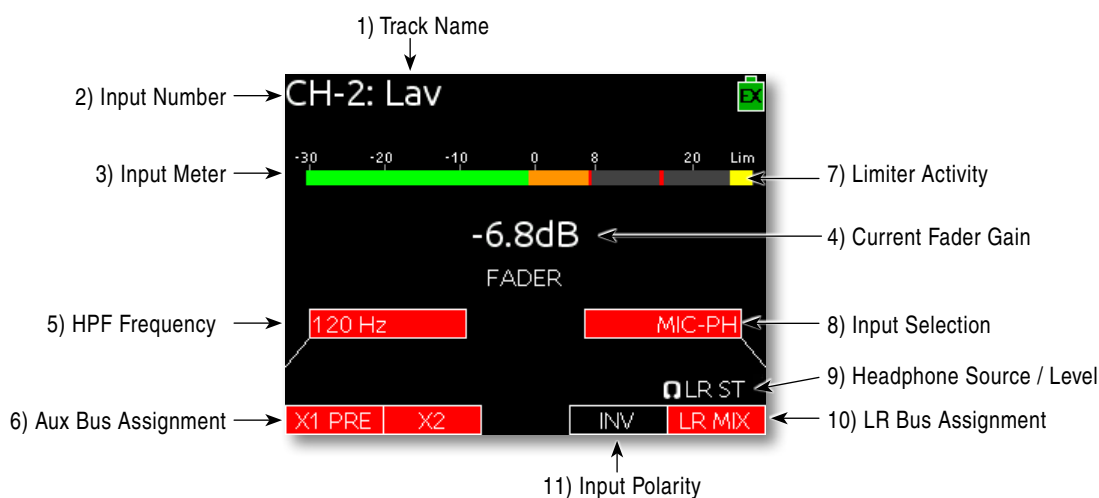 1) Track Name
2) Input Number
CH-2: Lav
EX
-30 -20 -10 0 8 20 Lim
3) Input Meter
7) Limiter Activity
-6.8dB
4) Current Fader Gain
FADER
5) HPF Frequency
120 Hz
MIC-PH
8) Input Selection
LR ST
9) Headphone Source / Level
6) Aux Bus Assignment
X1 PRE X2
INV LR MIX
10) LR Bus Assignment
11) Input Polarity